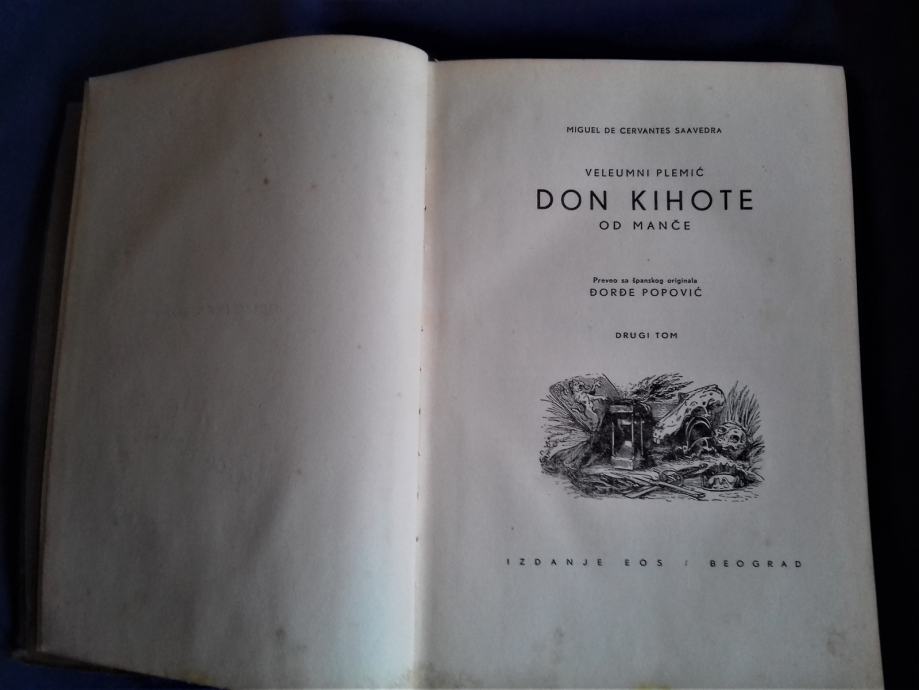 MIGUEL DE CERVANTES SAAVEDRA
VELEUMNI PLEMIĆ
DON KIHOTE
OD MANČE
Preveo sa španskog originala
ĐORĐE POPOVIĆ
DRUGI TOM
IZDANJE EOS / BEOGRAD